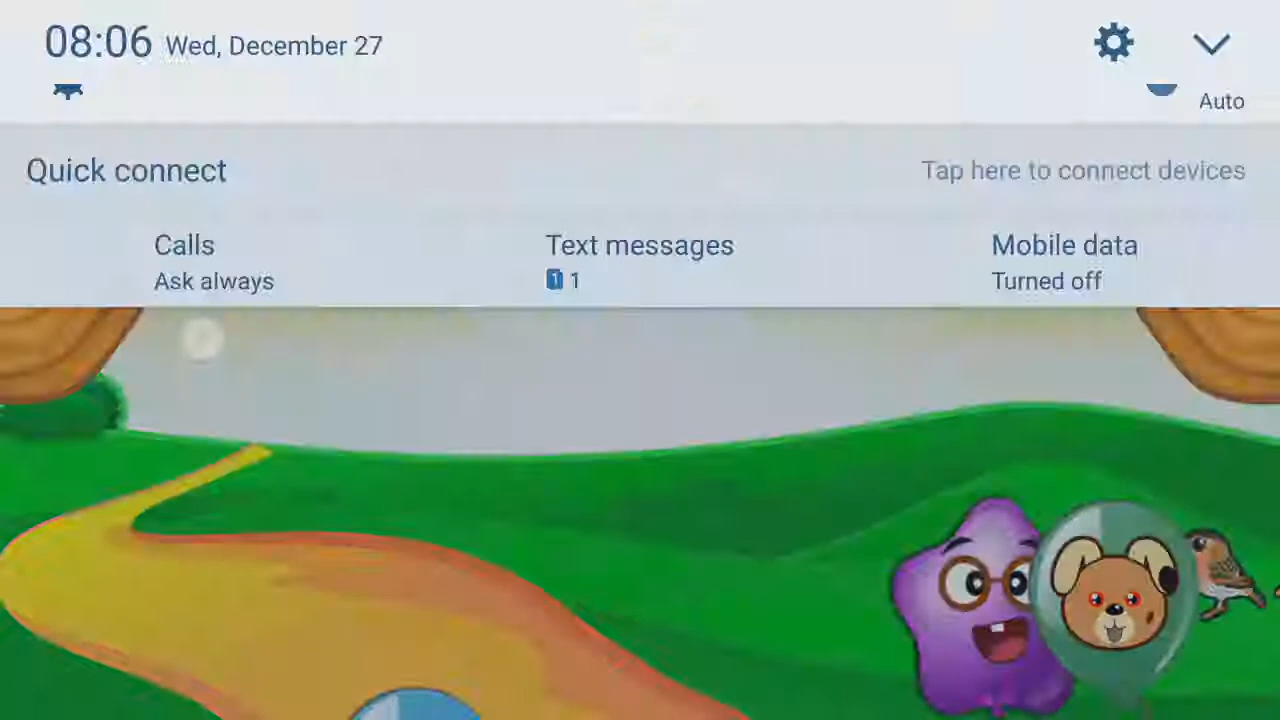 08:06 Wed, December 27
Auto
Quick connect Tap here to connect devices
Calls Text messages Mobile data
Ask always 1 1 Turned off